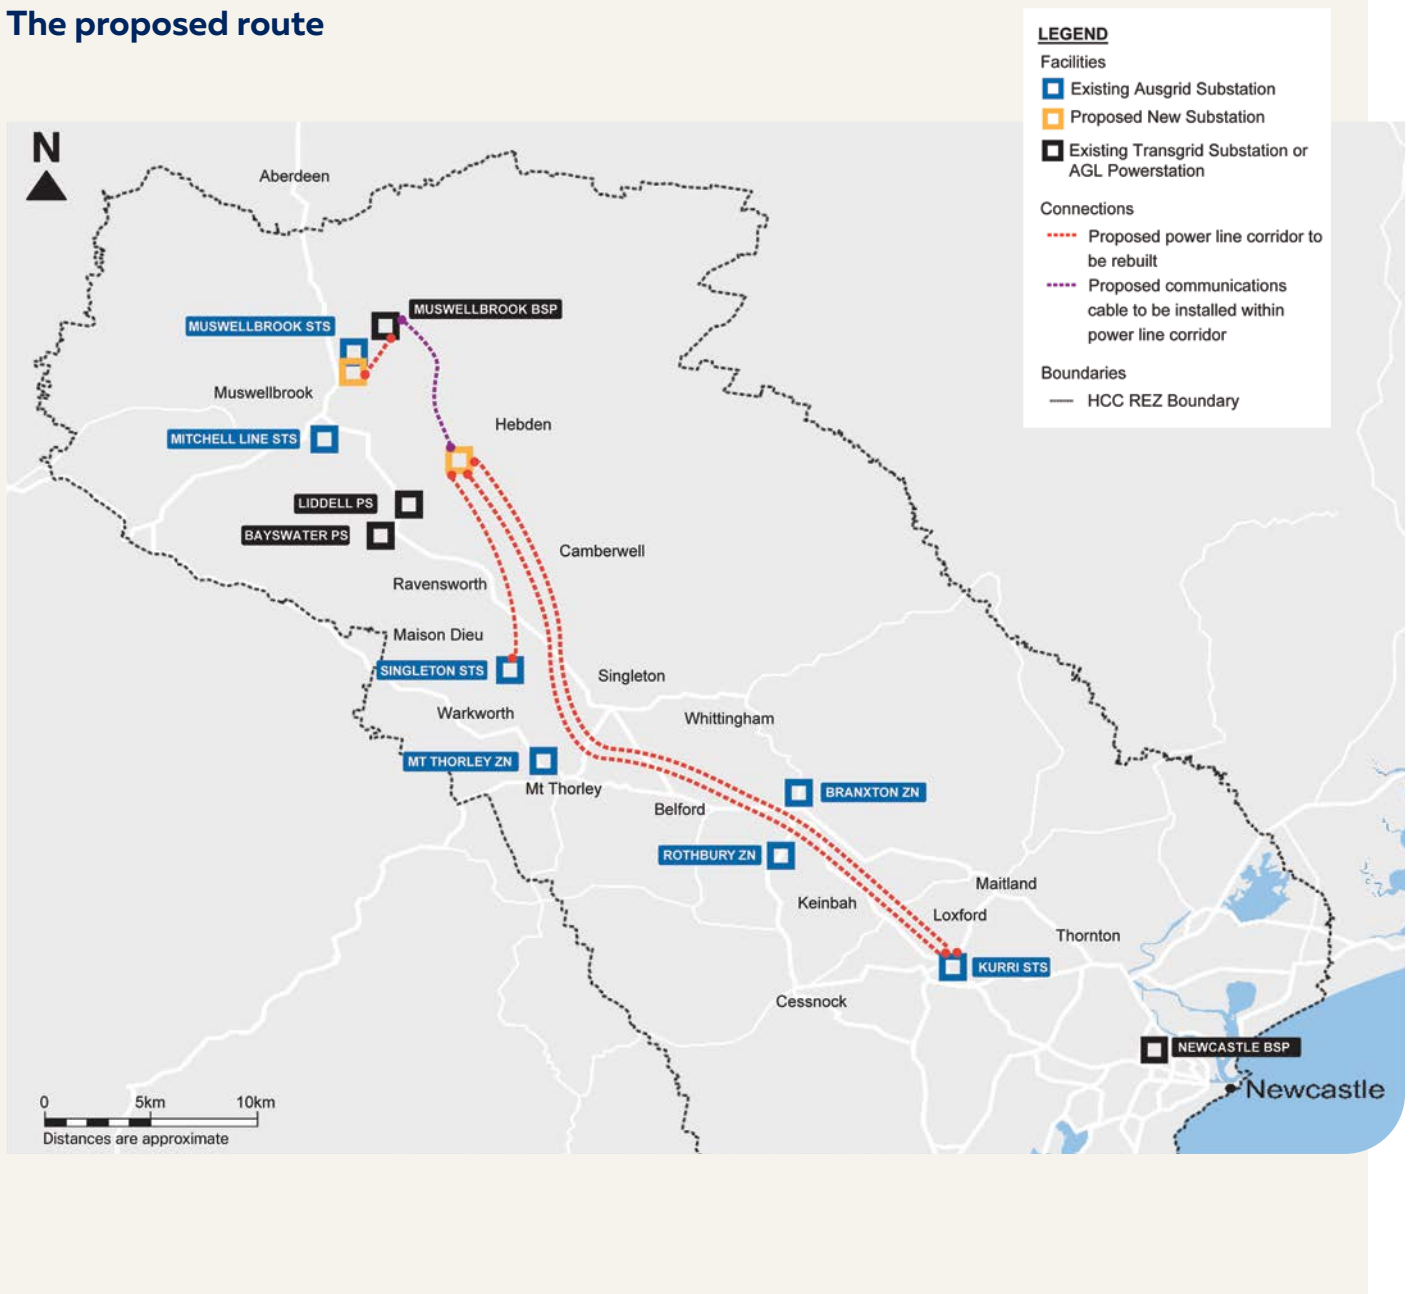 The proposed route
LEGEND
Facilities
Existing Ausgrid Substation
Proposed New Substation
Existing Transgrid Substation or
AGL Powerstation
Connections
Proposed power line corridor to
be rebuilt
Proposed communications
cable to be installed within
power line corridor
Boundaries
HCC REZ Boundary
N
Aberdeen
MUSWELLBROOK BSP
MUSWELLBROOK STS
Muswellbrook
Hebden
MITCHELL LINE STS
LIDDELL PS
BAYSWATER PS
Camberwell
Ravensworth
Maison Dieu
SINGLETON STS
Singleton
Warkworth
Whittingham
MT THORLEY ZN
Mt Thorley
BRANXTON ZN
Belford
ROTHBURY ZN
Maitland
Keinbah
Loxford
Thornton
KURRI STS
Cessnock
NEWCASTLE BSP
Newcastle
0 5km 10km
Distances are approximate